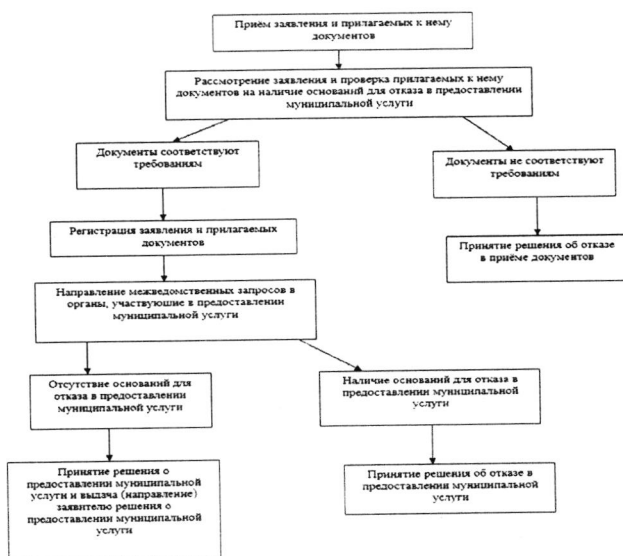 Приём заявления и прилагаемых к нему
документов
Рассмотрение заявления и проверка прилагаемых к нему
документов на наличие оснований для отказа в предоставлении
муниципальной услуги
Документы соответствуют
требованиям
Документы не соответствуют
требованиям
Регистрация заявления и прилагаемых
документов
Принятие решения об отказе
в приёме документов
Направление межведомственных запросов в
органы, участвующие в предоставлении
муниципальной услуги
Отсутствие оснований для
отказа в предоставлении
муниципальной услуги
Наличие оснований для отказа в
предоставлении муниципальной
услуги
Принятие решения о
предоставлении муниципальной
услуги и выдача (направление)
заявителю решения о
предоставлении муниципальной
услуги
Принятие решения об отказе в
предоставлении муниципальной
услуги